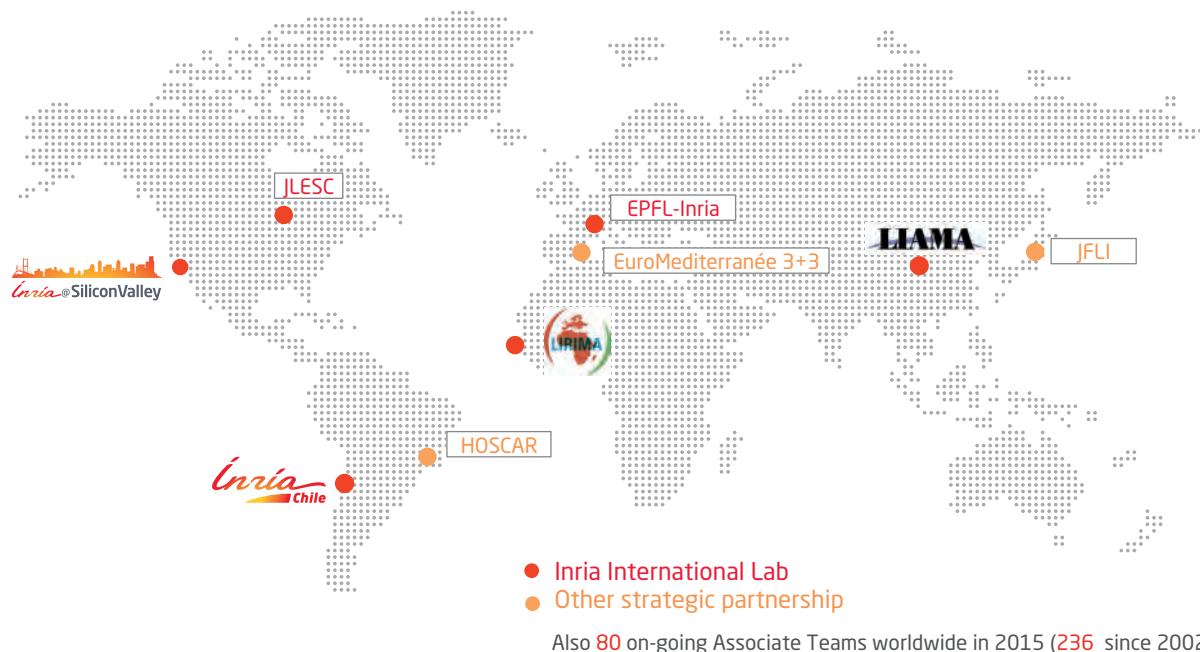 JLESC
EPFL-Inria
LIAMA
EuroMediterranée 3+3
JFLI
Inria@SiliconValley
LIRIMA
HOSCAR
Inria
Chile
Inria International Lab
Other strategic partnership
Also 80 on-going Associate Teams worldwide in 2015 (236 since 2002